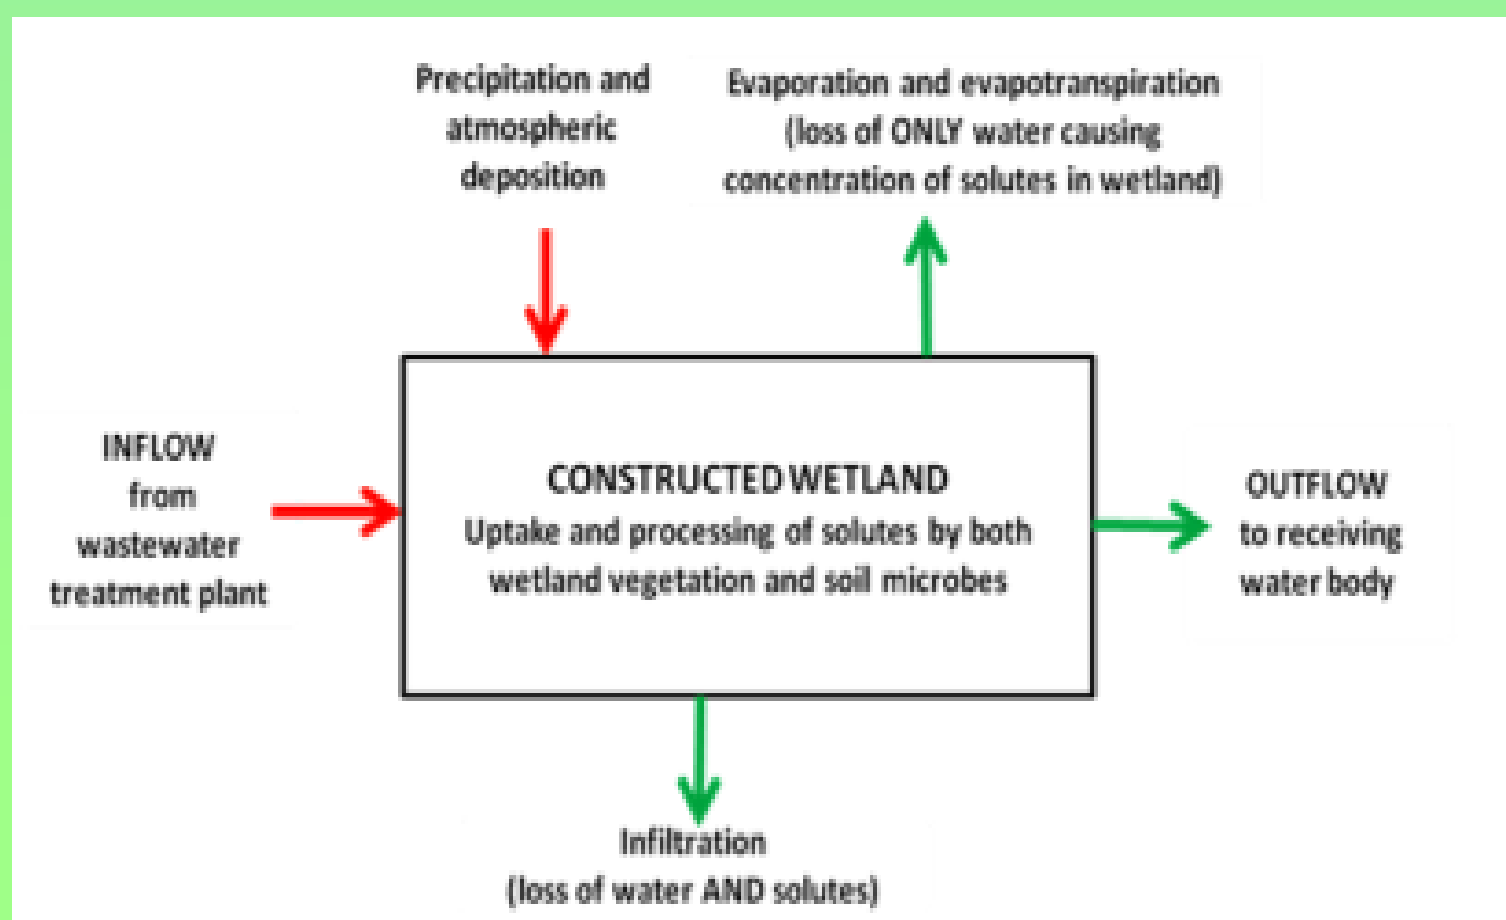 Precipitation and
atmospheric
deposition
Evaporation and evapotranspiration
(loss of ONLY water causing
concentration of solutes in wetland)
INFLOW
from
wastewater
treatment plant
CONSTRUCTED WETLAND
Uptake and processing of solutes by both
wetland vegetation and soil microbes
OUTFLOW
to receiving
water body
Infiltration
(loss of water AND solutes)